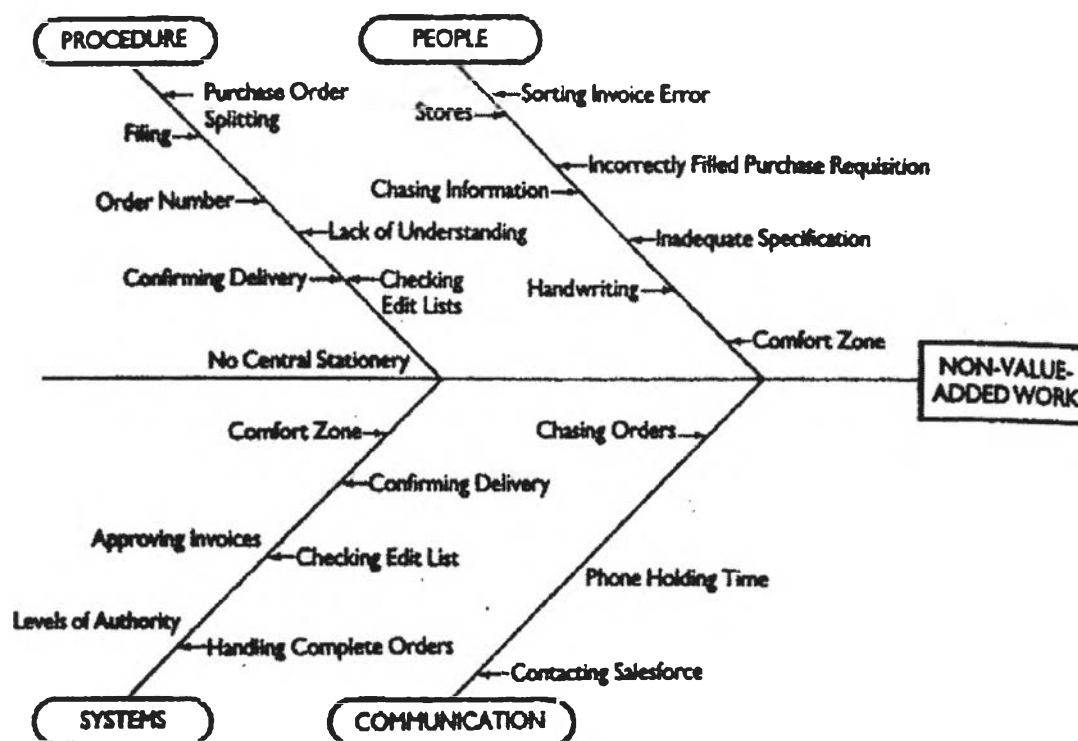 PROCEDURE
PEOPLE
Purchase Order
Splitting
Filing
Order Number
Lack of Understanding
Confirming Delivery
Checking
Edit Lists
No Central Stationery
Sorting Invoice Error
Stores
Incorrectly Filled Purchase Requisition
Chasing Information
Inadequate Specification
Handwriting
Comfort Zone
NON-VALUE-
ADDED WORK
Comfort Zone
Confirming Delivery
Approving Invoices
Checking Edit List
Levels of Authority
Handling Complete Orders
Chasing Orders
Phone Holding Time
Contacting Salesforce
SYSTEMS
COMMUNICATION